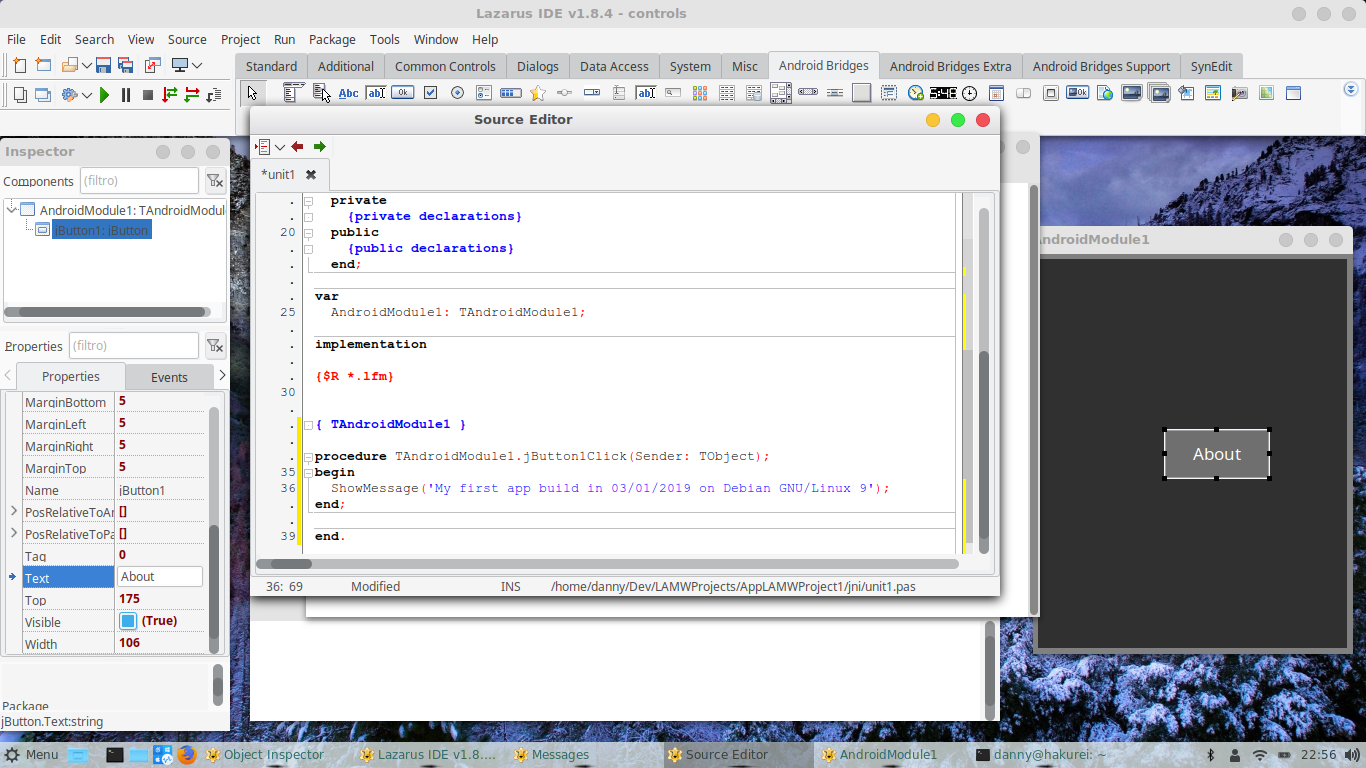 Lazarus IDE v1.8.4 - controls
File Edit Search View Source Project Run Package Tools Window Help
Standard Additional Common Controls Dialogs Data Access System Misc Android Bridges Android Bridges Extra Android Bridges Support SynEdit
Abc abI Ok abI Ok
Source Editor
*unit1
. private
. {private declarations}
20 public
. {public declarations}
. end;
.
. var
25 AndroidModule1: TAndroidModule1;
.
. implementation
.
. {$R *.lfm}
30
.
. { TAndroidModule1 }
.
. procedure TAndroidModule1.jButton1Click(Sender: TObject);
35 begin
36 ShowMessage('My first app build in 03/01/2019 on Debian GNU/Linux 9');
. end;
.
39 end.
36: 69 Modified INS /home/danny/Dev/LAMWProjects/AppLAMWProject1/jni/unit1.pas
Inspector
Components (filtro)
AndroidModule1: TAndroidModul
jButton1: jButton
Properties (filtro)
Properties Events
MarginBottom 5
MarginLeft 5
MarginRight 5
MarginTop 5
Name jButton1
PosRelativeToAn []
PosRelativeToPa []
Tag 0
Text About
Top 175
Visible (True)
Width 106
Package
jButton.Text:string
AndroidModule1
About
Menu Object Inspector Lazarus IDE v1.8.... Messages Source Editor AndroidModule1 danny@hakurei: ~ 22:56